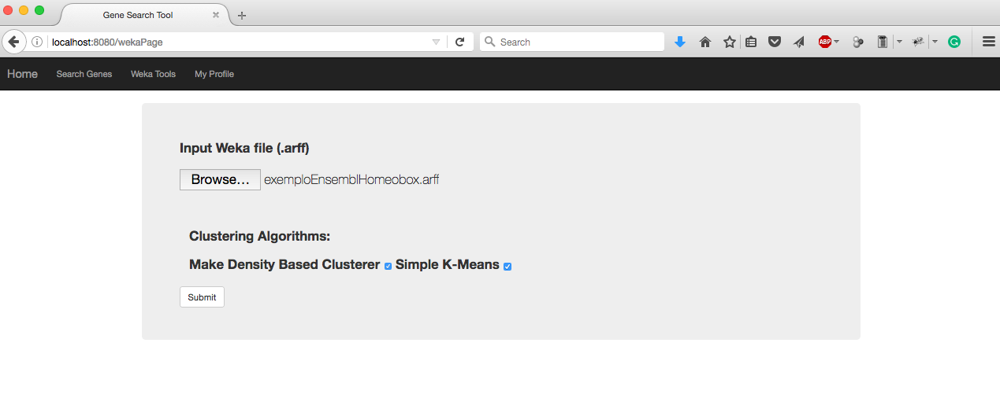 Gene Search Tool
localhost:8080/wekaPage
Search
ABP
Home Search Genes Weka Tools My Profile
Input Weka file (.arff)
Browse... exemploEnsemblHomeobox.arff
Clustering Algorithms:
Make Density Based Clusterer Simple K-Means
Submit